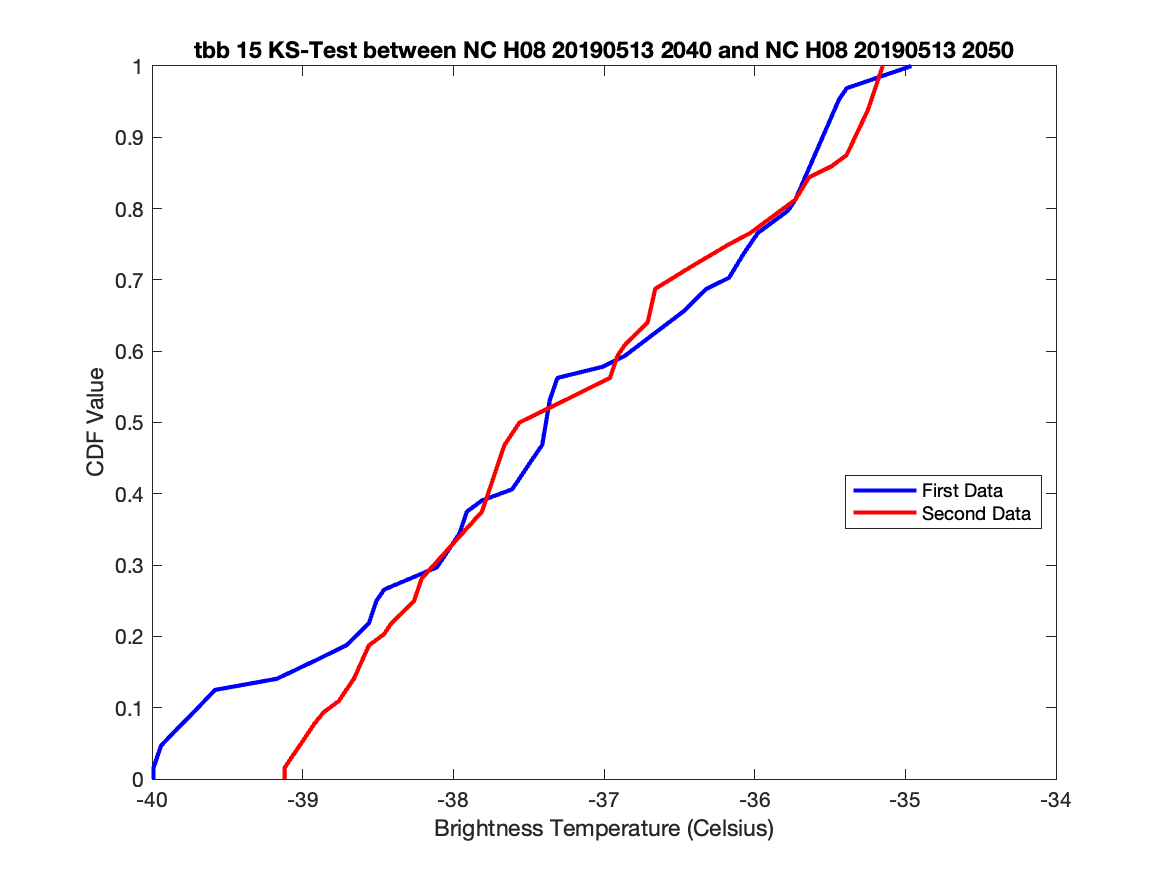 tbb 15 KS-Test between NC H08 20190513 2040 and NC H08 20190513 2050
1
0.9
0.8
0.7
0.6
0.5
0.4
0.3
0.2
0.1
0
CDF Value
First Data
Second Data
-40 -39 -38 -37 -36 -35 -34
Brightness Temperature (Celsius)